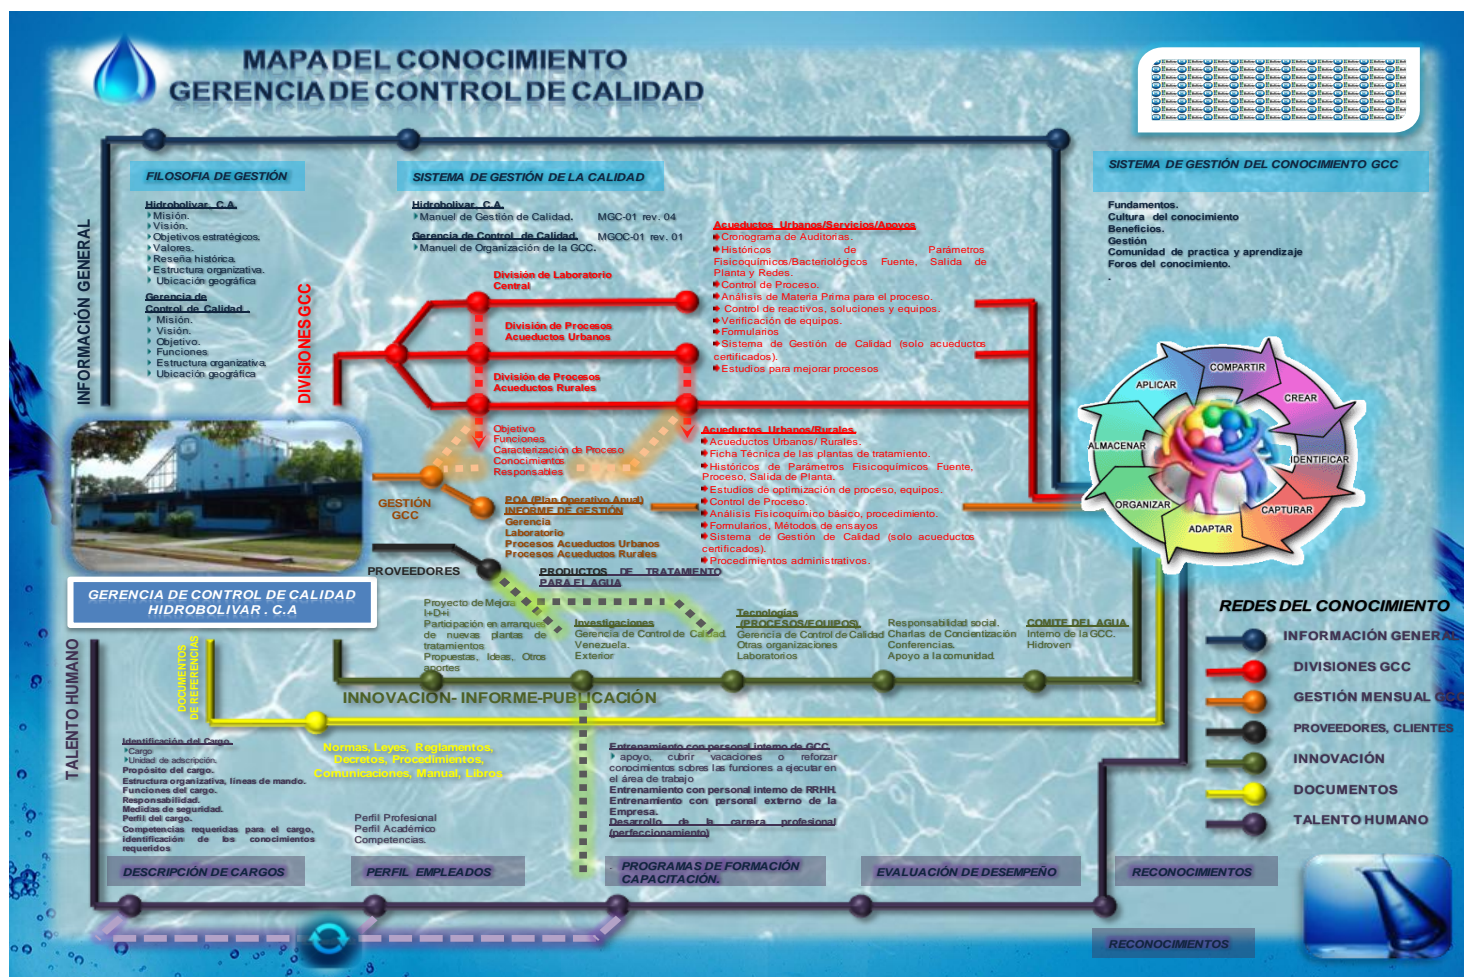 MAPA DEL CONOCIMIENTO
GERENCIA DE CONTROL DE CALIDAD
INFORMACIÓN GENERAL
FILOSOFIA DE GESTIÓN
Hidrobolívar, C.A.
Misión.
Visión.
Objetivos estratégicos.
Valores.
Reseña histórica.
Estructura organizativa.
Ubicación geográfica
Gerencia de
Control de Calidad .
Misión.
Visión.
Objetivo.
Funciones
Estructura organizativa.
Ubicación geográfica
SISTEMA DE GESTIÓN DE LA CALIDAD
Hidrobolívar, C.A.
Manuel de Gestión de Calidad. MGC-01 rev. 04
Gerencia de Control de Calidad. MGOC-01 rev. 01
Manuel de Organización de la GCC.
SISTEMA DE GESTIÓN DEL CONOCIMIENTO GCC
Fundamentos.
Cultura del conocimiento
Beneficios.
Gestión
Comunidad de practica y aprendizaje
Foros del conocimiento.
.
DIVISIONES GCC
División de Laboratorio
Central
División de Procesos
Acueductos Urbanos
División de Procesos
Acueductos Rurales
Objetivo
Funciones
Caracterización de Proceso
Conocimientos
Responsables
Acueductos Urbanos/Servicios/Apoyos
Cronograma de Auditorias.
Históricos de Parámetros
Fisicoquímicos/Bacteriológicos Fuente, Salida de
Planta y Redes.
Control de Proceso.
Análisis de Materia Prima para el proceso.
Control de reactivos, soluciones y equipos.
Verificación de equipos.
Formularios
Sistema de Gestión de Calidad (solo acueductos
certificados).
Estudios para mejorar procesos
Acueductos Urbanos/Rurales.
Acueductos Urbanos/ Rurales.
Ficha Técnica de las plantas de tratamiento.
Históricos de Parámetros Fisicoquímicos Fuente,
Proceso, Salida de Planta.
Estudios de optimización de proceso, equipos.
Control de Proceso.
Análisis Fisicoquímico básico, procedimiento.
Formularios, Métodos de ensayos
Sistema de Gestión de Calidad (solo acueductos
certificados).
Procedimientos administrativos.
COMPARTIR
CREAR
IDENTIFICAR
CAPTURAR
ADAPTAR
ORGANIZAR
ALMACENAR
APLICAR
GESTIÓN
GCC
POA (Plan Operativo Anual)
INFORME DE GESTIÓN
Gerencia
Laboratorio
Procesos Acueductos Urbanos
Procesos Acueductos Rurales
PROVEEDORES
PRODUCTOS DE TRATAMIENTO
PARA EL AGUA
GERENCIA DE CONTROL DE CALIDAD
HIDROBOLIVAR . C.A
Proyecto de Mejora
I+D+i
Participación en arranques
de nuevas plantas de
tratamientos
Propuestas, Ideas, Otros
aportes
Investigaciones
Gerencia de Control de Calidad.
Venezuela.
Exterior
Tecnologías
(PROCESOS/EQUIPOS).
Gerencia de Control de Calidad
Otras organizaciones
Laboratorios
Responsabilidad social.
Charlas de Concientización
Conferencias.
Apoyo a la comunidad.
COMITE DEL AGUA
Interno de la GCC.
Hidroven
INNOVACIÓN- INFORME-PUBLICACIÓN
DOCUMENTOS
DE REFERENCIAS
Normas, Leyes, Reglamentos,
Decretos, Procedimientos,
Comunicaciones, Manual, Libros
REDES DEL CONOCIMIENTO
INFORMACIÓN GENERAL
DIVISIONES GCC
GESTIÓN MENSUAL GCC
PROVEEDORES, CLIENTES
INNOVACIÓN
DOCUMENTOS
TALENTO HUMANO
TALENTO HUMANO
Identificación del Cargo.
Cargo
Unidad de adscripción.
Propósito del cargo.
Estructura organizativa, líneas de mando.
Funciones del cargo.
Responsabilidad.
Medidas de seguridad.
Perfil del cargo.
Competencias requeridas para el cargo,
identificación de los conocimientos
requeridos
Perfil Profesional
Perfil Académico
Competencias.
Entrenamiento con personal interno de GCC
apoyo, cubrir vacaciones o reforzar
conocimientos sobres las funciones a ejecutar en
el área de trabajo
Entrenamiento con personal interno de RRHH.
Entrenamiento con personal externo de la
Empresa.
Desarrollo de la carrera profesional
(perfeccionamiento)
DESCRIPCIÓN DE CARGOS
PERFIL EMPLEADOS
PROGRAMAS DE FORMACIÓN
CAPACITACIÓN.
EVALUACIÓN DE DESEMPEÑO
RECONOCIMIENTOS
RECONOCIMIENTOS